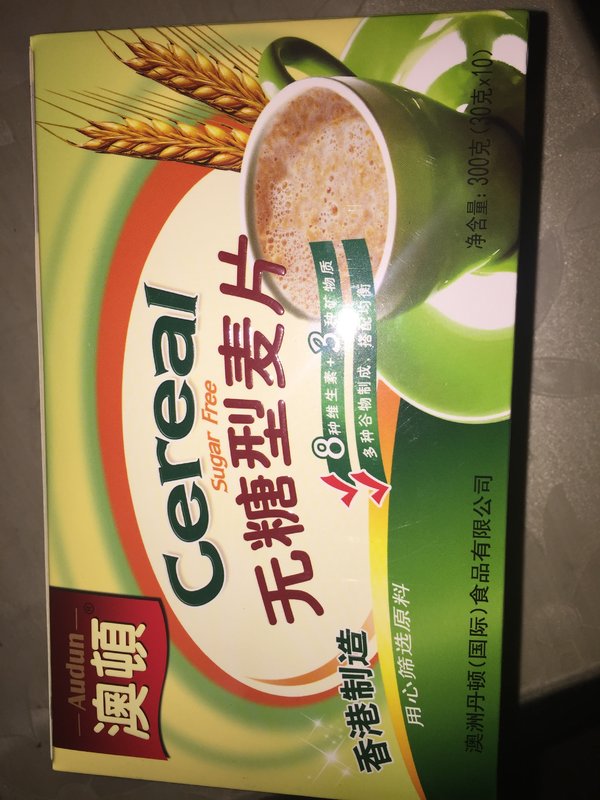 Audun
澳顿®
Cereal
Sugar Free
无糖型麦片
8种维生素+3种矿物质
多种谷物制成，搭配均衡
香港制造
用心筛选原料
净含量：300克（30克×10）
澳洲丹顿（国际）食品有限公司